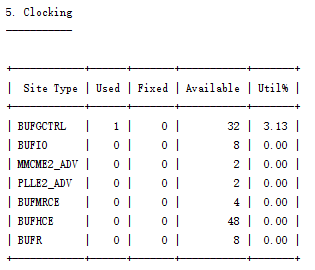 5. Clocking
-----------
+------------+------+-------+-----------+-------+
| Site Type | Used | Fixed | Available | Util% |
+------------+------+-------+-----------+-------+
| BUFGCTRL | 1 | 0 | 32 | 3.13 |
| BUFIO | 0 | 0 | 8 | 0.00 |
| MMCME2_ADV | 0 | 0 | 2 | 0.00 |
| PLLE2_ADV | 0 | 0 | 2 | 0.00 |
| BUFMRCE | 0 | 0 | 4 | 0.00 |
| BUFHCE | 0 | 0 | 48 | 0.00 |
| BUFR | 0 | 0 | 8 | 0.00 |
+------------+------+-------+-----------+-------+